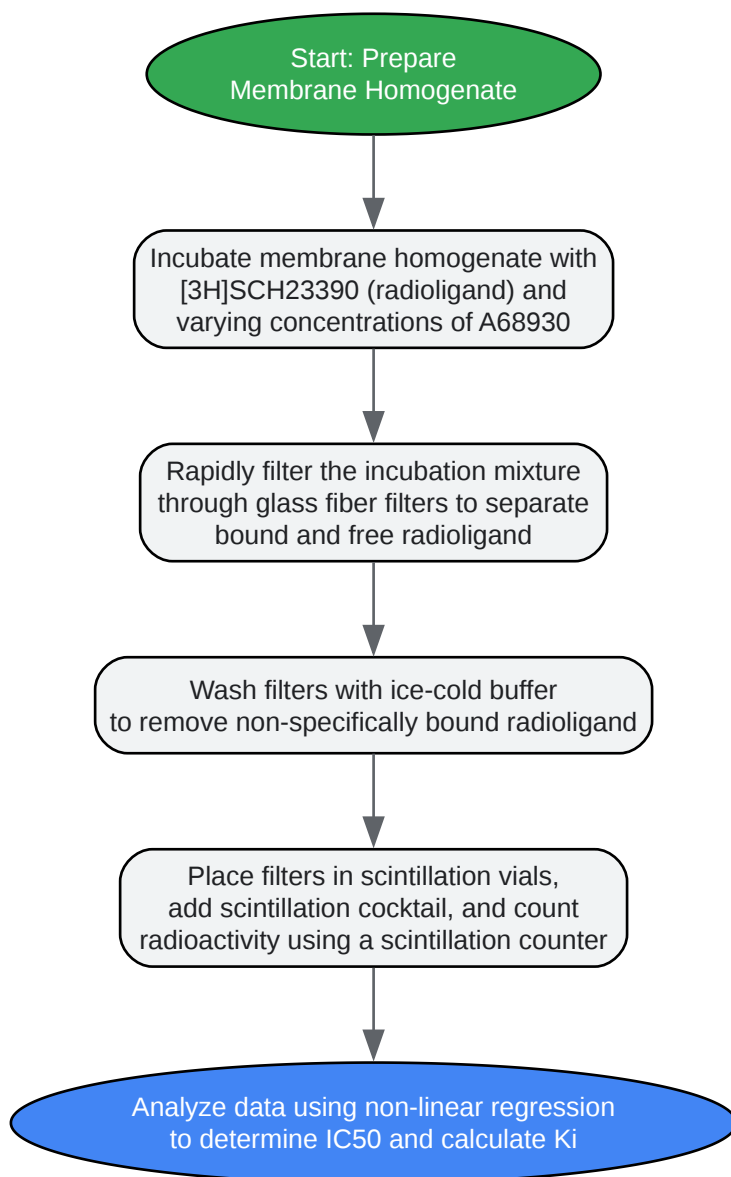 Start: Prepare
Membrane Homogenate
Incubate membrane homogenate with
[3H]SCH23390 (radioligand) and
varying concentrations of A68930
Rapidly filter the incubation mixture
through glass fiber filters to separate
bound and free radioligand
Wash filters with ice-cold buffer
to remove non-specifically bound radioligand
Place filters in scintillation vials,
add scintillation cocktail, and count
radioactivity using a scintillation counter
Analyze data using non-linear regression
to determine IC50 and calculate Ki